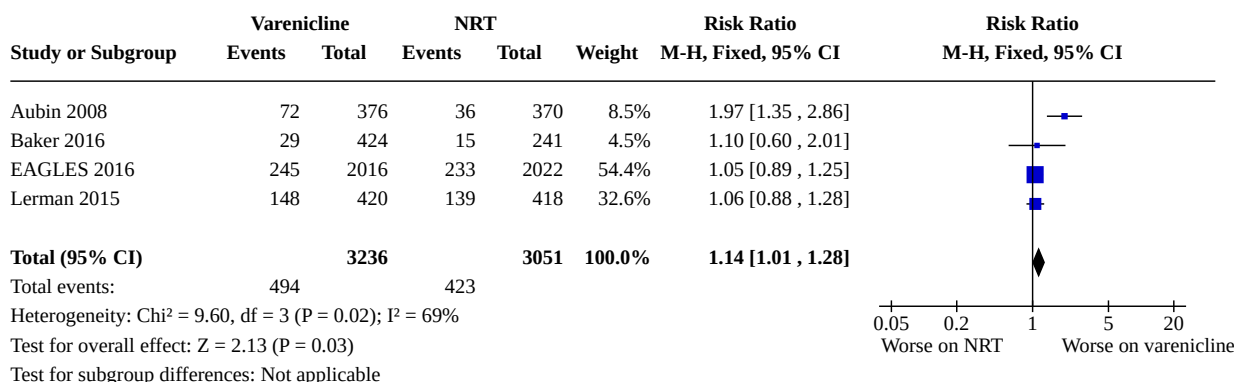 Varenicline NRT Risk Ratio Risk Ratio
Study or Subgroup Events Total Events Total Weight M-H, Fixed, 95% CI M-H, Fixed, 95% CI
Aubin 2008 72 376 36 370 8.5% 1.97 [1.35 , 2.86]
Baker 2016 29 424 15 241 4.5% 1.10 [0.60 , 2.01]
EAGLES 2016 245 2016 233 2022 54.4% 1.05 [0.89 , 1.25]
Lerman 2015 148 420 139 418 32.6% 1.06 [0.88 , 1.28]
Total (95% CI) 3236 3051 100.0% 1.14 [1.01 , 1.28]
Total events: 494 423
Heterogeneity: Chi² = 9.60, df = 3 (P = 0.02); I² = 69%
0.05 0.2 1 5 20
Test for overall effect: Z = 2.13 (P = 0.03)
Worse on NRT Worse on varenicline
Test for subgroup differences: Not applicable